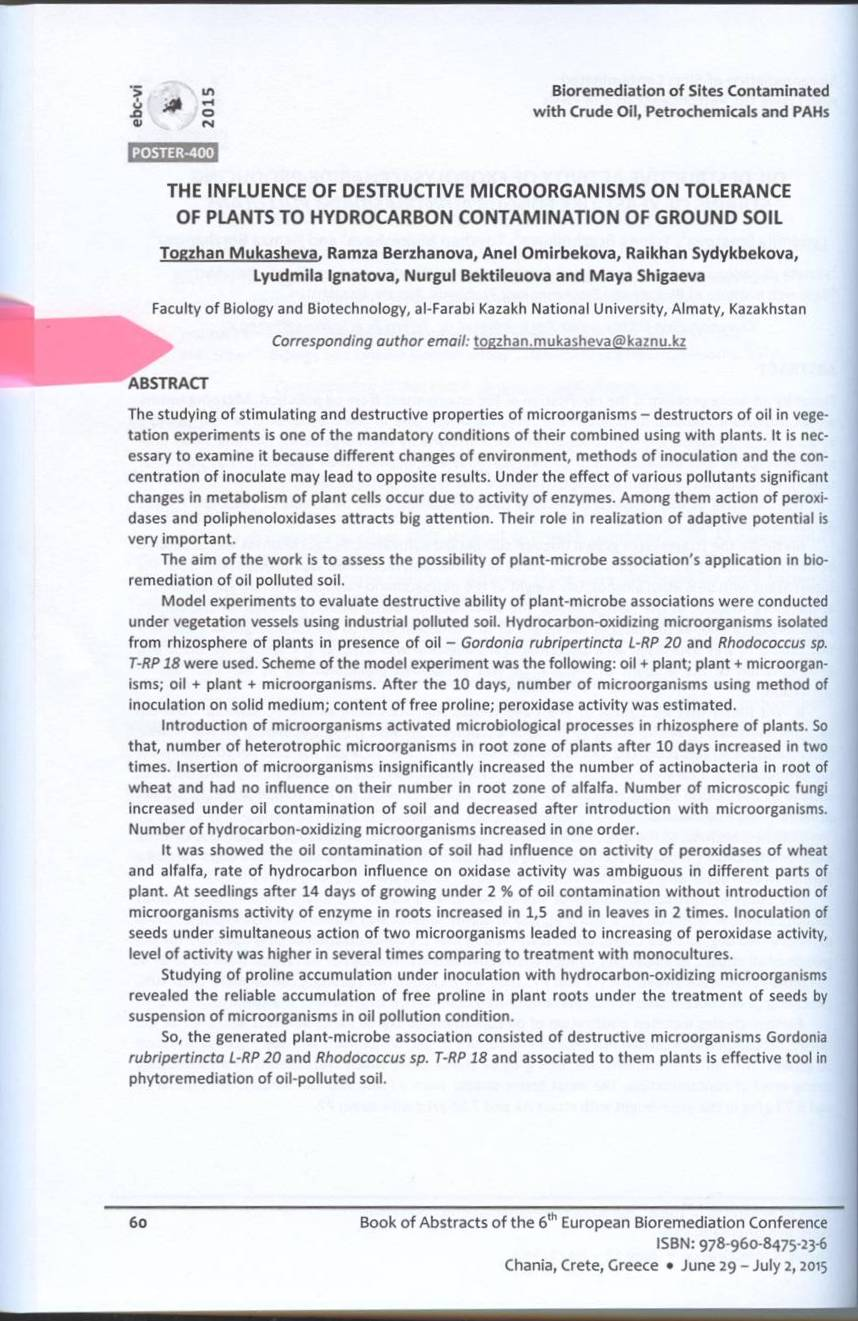 ebc-vi
2015
POSTER-400
Bioremediation of Sites Contaminated
with Crude Oil, Petrochemicals and PAHs
THE INFLUENCE OF DESTRUCTIVE MICROORGANISMS ON TOLERANCE
OF PLANTS TO HYDROCARBON CONTAMINATION OF GROUND SOIL
Togzhan Mukasheva, Ramza Berzhanova, Anel Omirbekova, Raikhan Sydykbekova,
Lyudmila Ignatova, Nurgul Bektileuova and Maya Shigaeva
Faculty of Biology and Biotechnology, al-Farabi Kazakh National University, Almaty, Kazakhstan
Corresponding author email: togzhan.mukasheva@kaznu.kz
ABSTRACT
The studying of stimulating and destructive properties of microorganisms – destructors of oil in vege-
tation experiments is one of the mandatory conditions of their combined using with plants. It is nec-
essary to examine it because different changes of environment, methods of inoculation and the con-
centration of inoculate may lead to opposite results. Under the effect of various pollutants significant
changes in metabolism of plant cells occur due to activity of enzymes. Among them action of peroxi-
dases and poliphenoloxidases attracts big attention. Their role in realization of adaptive potential is
very important.
The aim of the work is to assess the possibility of plant-microbe association's application in bio-
remediation of oil polluted soil.
Model experiments to evaluate destructive ability of plant-microbe associations were conducted
under vegetation vessels using industrial polluted soil. Hydrocarbon-oxidizing microorganisms isolated
from rhizosphere of plants in presence of oil – Gordonia rubripertincta L-RP 20 and Rhodococcus sp.
T-RP 18 were used. Scheme of the model experiment was the following: oil + plant; plant + microorgan-
isms; oil + plant + microorganisms. After the 10 days, number of microorganisms using method of
inoculation on solid medium; content of free proline; peroxidase activity was estimated.
Introduction of microorganisms activated microbiological processes in rhizosphere of plants. So
that, number of heterotrophic microorganisms in root zone of plants after 10 days increased in two
times. Insertion of microorganisms insignificantly increased the number of actinobacteria in root of
wheat and had no influence on their number in root zone of alfalfa. Number of microscopic fungi
increased under oil contamination of soil and decreased after introduction with microorganisms.
Number of hydrocarbon-oxidizing microorganisms increased in one order.
It was showed the oil contamination of soil had influence on activity of peroxidases of wheat
and alfalfa, rate of hydrocarbon influence on oxidase activity was ambiguous in different parts of
plant. At seedlings after 14 days of growing under 2 % of oil contamination without introduction of
microorganisms activity of enzyme in roots increased in 1,5 and in leaves in 2 times. Inoculation of
seeds under simultaneous action of two microorganisms leaded to increasing of peroxidase activity,
level of activity was higher in several times comparing to treatment with monocultures.
Studying of proline accumulation under inoculation with hydrocarbon-oxidizing microorganisms
revealed the reliable accumulation of free proline in plant roots under the treatment of seeds by
suspension of microorganisms in oil pollution condition.
So, the generated plant-microbe association consisted of destructive microorganisms Gordonia
rubripertincta L-RP 20 and Rhodococcus sp. T-RP 18 and associated to them plants is effective tool in
phytoremediation of oil-polluted soil.
60
Book of Abstracts of the 6th European Bioremediation Conference
ISBN: 978-960-8475-23-6
Chania, Crete, Greece • June 29 – July 2, 2015